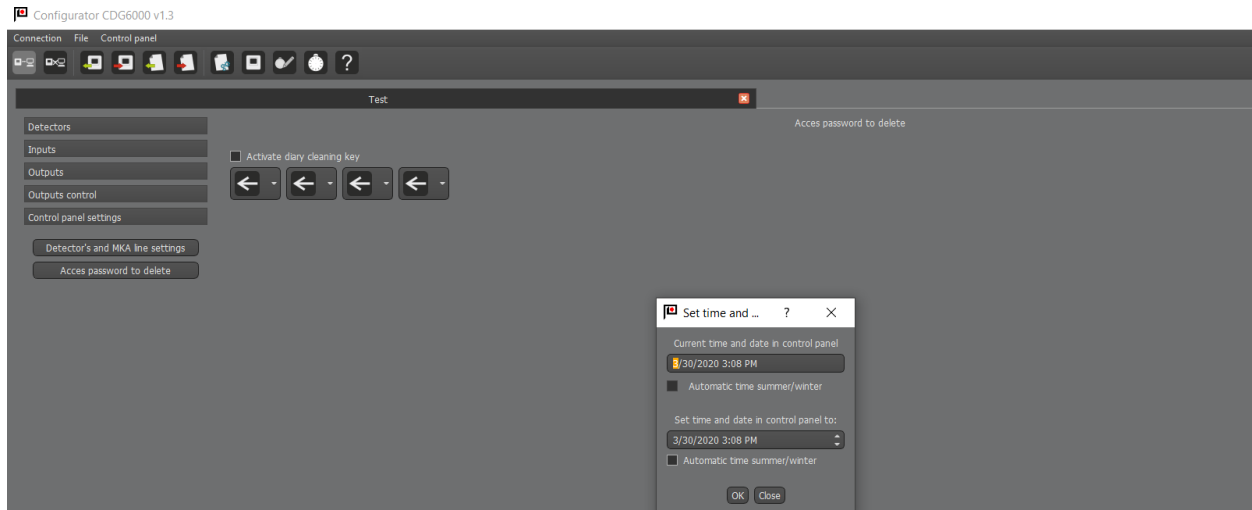 Configurator CDG6000 v1.3
Connection File Control panel
?
Test
Detectors
Inputs
Outputs
Outputs control
Control panel settings
Detector's and MKA line settings
Acces password to delete
Activate diary cleaning key
Acces password to delete
Set time and ... ?
Current time and date in control panel
3/30/2020 3:08 PM
Automatic time summer/winter
Set time and date in control panel to:
3/30/2020 3:08 PM
Automatic time summer/winter
OK Close